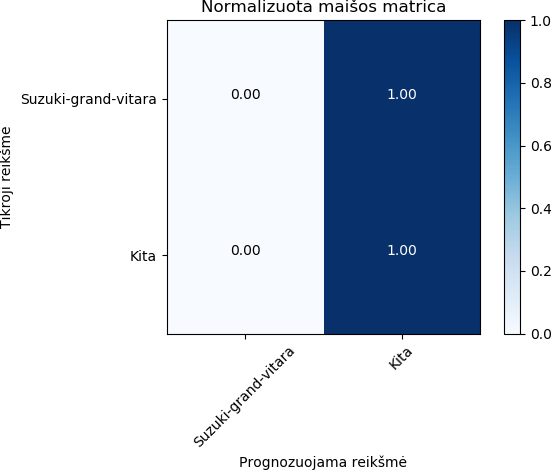 Normalizuota maišos matrica
Suzuki-grand-vitara
Kita
Tikroji reikšmė
0.00
1.00
0.00
1.00
Suzuki-grand-vitara
Kita
Prognozuojama reikšmė
1.0
0.8
0.6
0.4
0.2
0.0